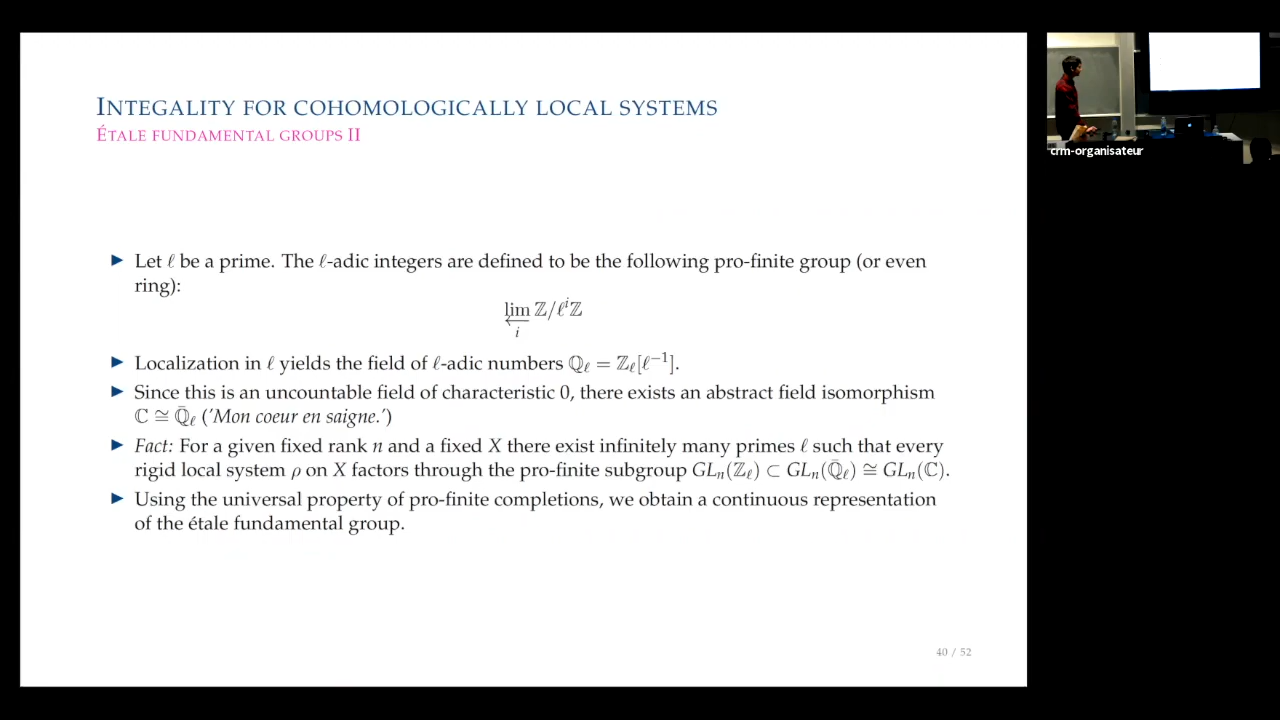 INTEGALITY FOR COHOMOLOGICALLY LOCAL SYSTEMS
ÉTALE FUNDAMENTAL GROUPS II
crm-organisateur
▶ Let ℓ be a prime. The ℓ-adic integers are defined to be the following pro-finite group (or even
ring):
lim Z/ℓⁱZ
←
i
▶ Localization in ℓ yields the field of ℓ-adic numbers ℚ_ℓ = ℤ_ℓ[ℓ⁻¹].
▶ Since this is an uncountable field of characteristic 0, there exists an abstract field isomorphism
ℂ ≅ ℚ̄_ℓ ('Mon coeur en saigne.')
▶ Fact: For a given fixed rank n and a fixed X there exist infinitely many primes ℓ such that every
rigid local system ρ on X factors through the pro-finite subgroup GL_n(ℤ_ℓ) ⊂ GL_n(ℚ̄_ℓ) ≅ GL_n(ℂ).
▶ Using the universal property of pro-finite completions, we obtain a continuous representation
of the étale fundamental group.
40 / 52